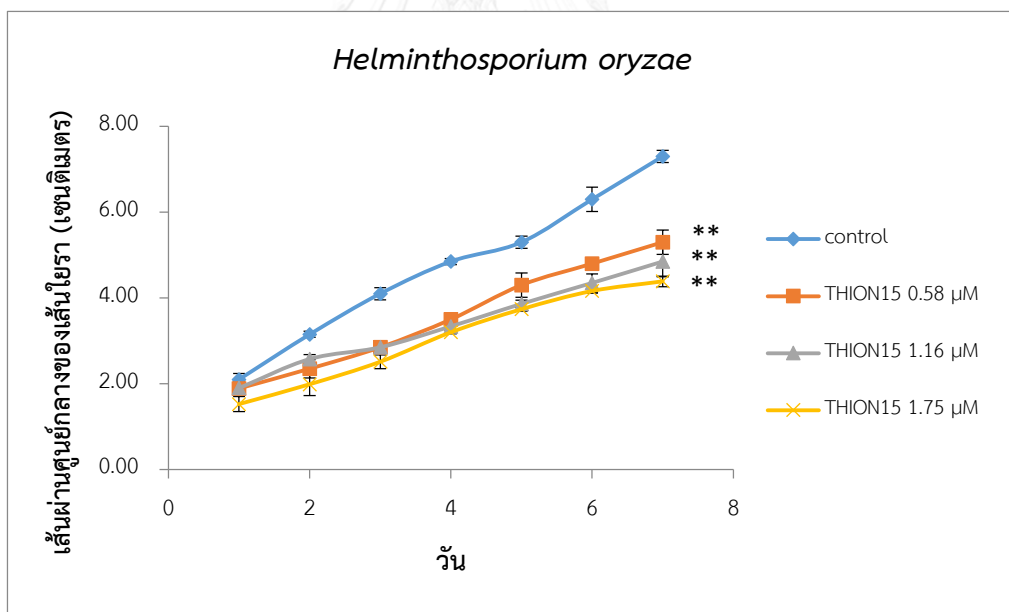 Helminthosporium oryzae
เส้นผ่านศูนย์กลางของเส้นใยรา (เซนติเมตร)
8.00
6.00
4.00
2.00
0.00
0 2 4 6 8
วัน
**
**
**
control
THION15 0.58 µM
THION15 1.16 µM
THION15 1.75 µM